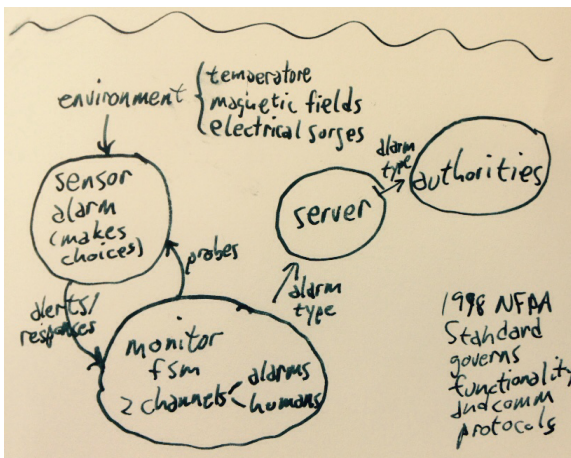 environment
temperature
magnetic fields
electrical surges
sensor
alarm
(makes
choices)
alerts/
responses
probes
monitor
fsm
2 channels
alarms
humans
alarm
type
server
alarm
type
authorities
1998 NFPA
Standard
governs
functionality
and comm
protocols